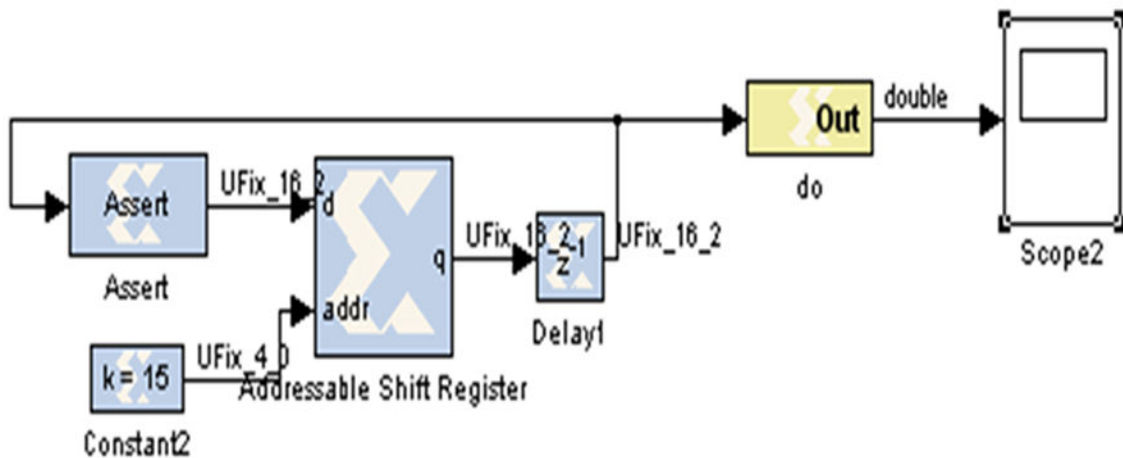 Out
double
do
Scope2
Assert
UFix_16_2
d
q
addr
UFix_16_2
z-1
UFix_16_2
Assert
Delay1
k = 15
UFix_4_0
Addressable Shift Register
Constant2